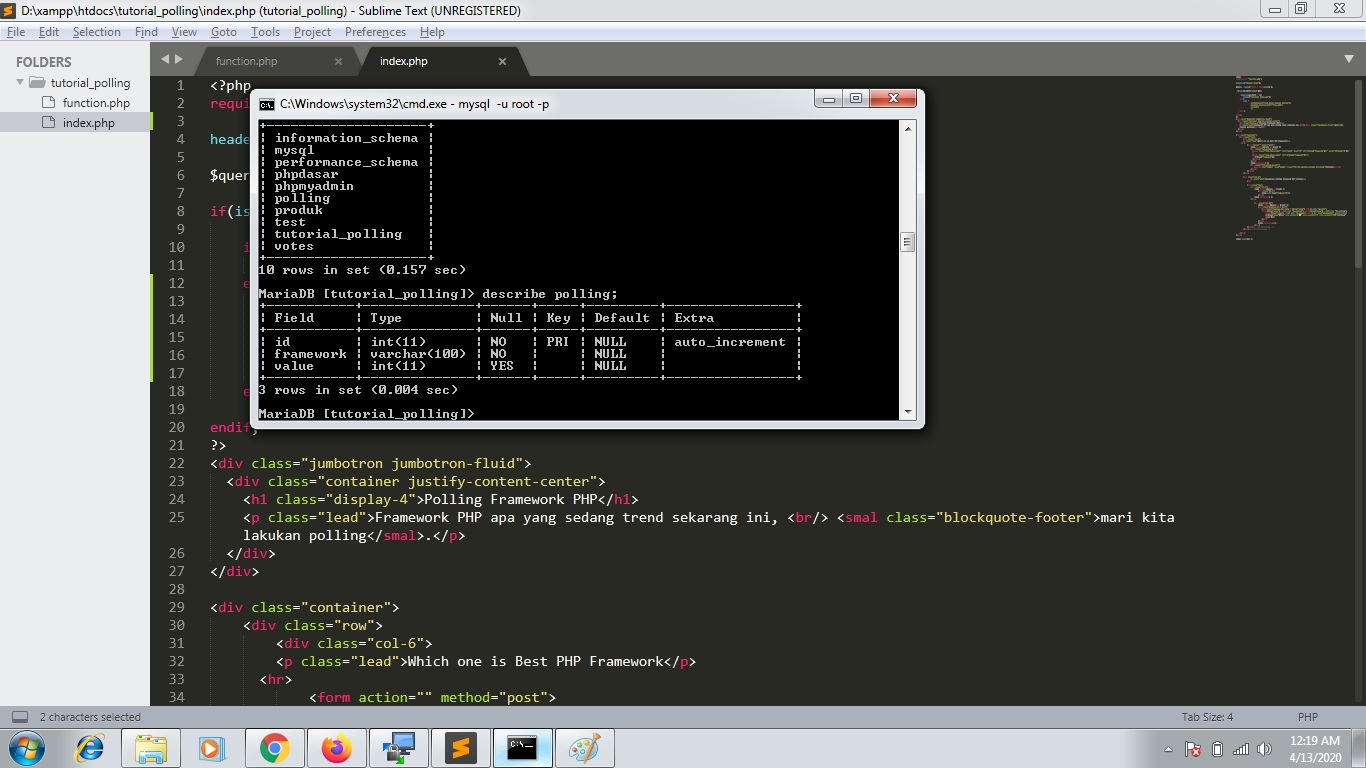 D:\xampp\htdocs\tutorial_polling\index.php (tutorial_polling) - Sublime Text (UNREGISTERED)
File Edit Selection Find View Goto Tools Project Preferences Help
FOLDERS
tutorial_polling
function.php
index.php
function.php index.php
1 <?php
2 requi
3
4 heade
5
6 $quer
7
8 if(is
9
10 i
11
12 e
13
14
15
16
17
18 e
19
20 endif;
21 ?>
22 <div class="jumbotron jumbotron-fluid">
23 <div class="container justify-content-center">
24 <h1 class="display-4">Polling Framework PHP</h1>
25 <p class="lead">Framework PHP apa yang sedang trend sekarang ini, <br/> <smal class="blockquote-footer">mari kita
lakukan polling</smal>.</p>
26 </div>
27 </div>
28
29 <div class="container">
30 <div class="row">
31 <div class="col-6">
32 <p class="lead">Which one is Best PHP Framework</p>
33 <hr>
34 <form action="" method="post">
C:\Windows\system32\cmd.exe - mysql -u root -p
+--------------------+
| information_schema |
| mysql |
| performance_schema |
| phpdasar |
| phpmyadmin |
| polling |
| produk |
| test |
| tutorial_polling |
| votes |
+--------------------+
10 rows in set (0.157 sec)
MariaDB [tutorial_polling]> describe polling;
+-----------+--------------+------+-----+---------+----------------+
| Field | Type | Null | Key | Default | Extra |
+-----------+--------------+------+-----+---------+----------------+
| id | int(11) | NO | PRI | NULL | auto_increment |
| framework | varchar(100) | NO | | NULL | |
| value | int(11) | YES | | NULL | |
+-----------+--------------+------+-----+---------+----------------+
3 rows in set (0.004 sec)
MariaDB [tutorial_polling]>
2 characters selected Tab Size: 4 PHP
12:19 AM
4/13/2020